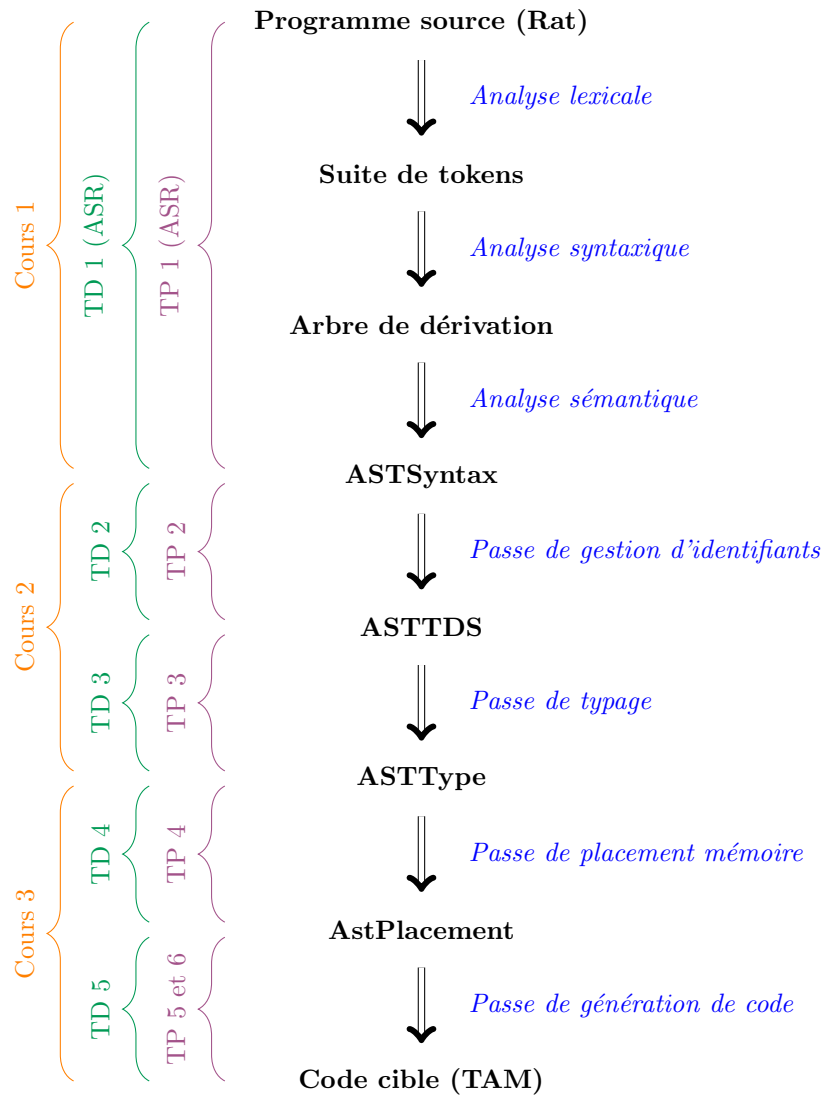 Programme source (Rat)
Analyse lexicale
Suite de tokens
Analyse syntaxique
Arbre de dérivation
Analyse sémantique
ASTSyntax
Passe de gestion d'identifiants
ASTTDS
Passe de typage
ASTType
Passe de placement mémoire
AstPlacement
Passe de génération de code
Code cible (TAM)
Cours 1
TD 1 (ASR)
TP 1 (ASR)
Cours 2
TD 2
TP 2
TD 3
TP 3
Cours 3
TD 4
TP 4
TD 5
TP 5 et 6